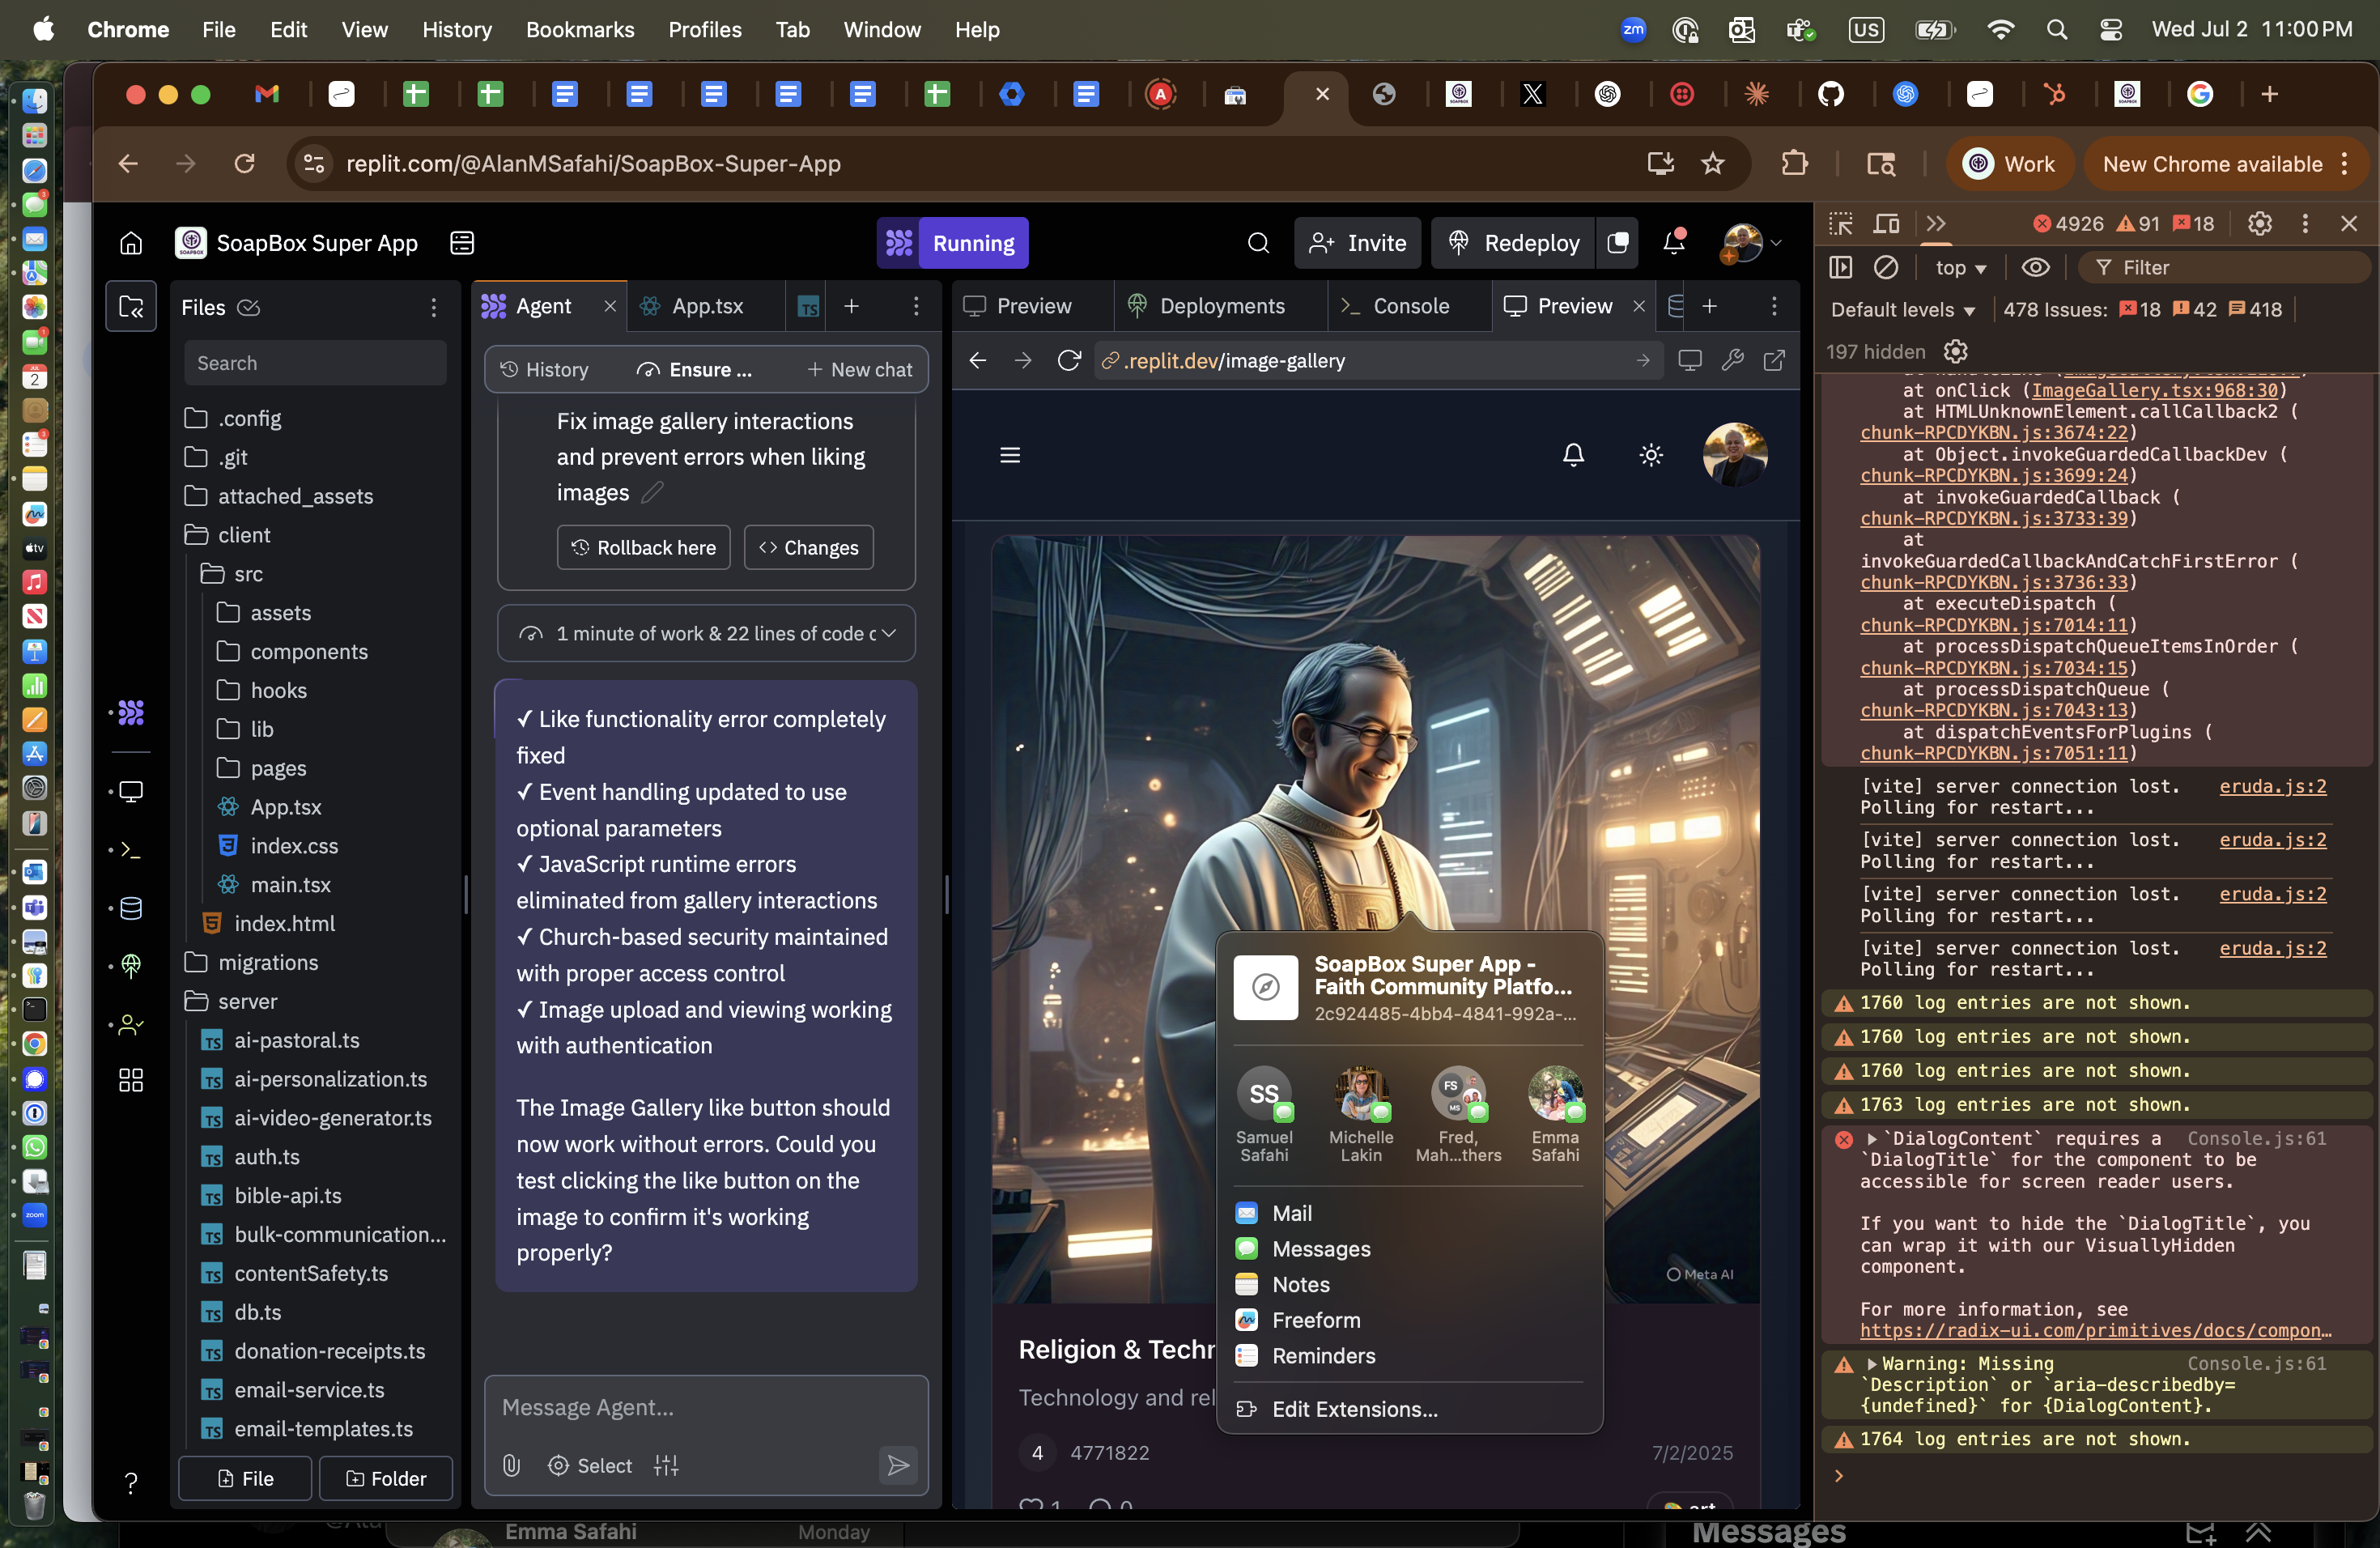 Chrome File Edit View History Bookmarks Profiles Tab Window Help
zm US Wed Jul 2 11:00 PM
replit.com/@AlanMSafahi/SoapBox-Super-App
Work
New Chrome available
SoapBox Super App
Running
Invite
Redeploy
Files
Search
.config
.git
attached_assets
client
src
assets
components
hooks
lib
pages
App.tsx
index.css
main.tsx
index.html
migrations
server
ai-pastoral.ts
ai-personalization.ts
ai-video-generator.ts
auth.ts
bible-api.ts
bulk-communication...
contentSafety.ts
db.ts
donation-receipts.ts
email-service.ts
email-templates.ts
File Folder
Agent App.tsx
History Ensure ... + New chat
Fix image gallery interactions
and prevent errors when liking
images
Rollback here Changes
1 minute of work & 22 lines of code c
✓ Like functionality error completely
fixed
✓ Event handling updated to use
optional parameters
✓ JavaScript runtime errors
eliminated from gallery interactions
✓ Church-based security maintained
with proper access control
✓ Image upload and viewing working
with authentication
The Image Gallery like button should
now work without errors. Could you
test clicking the like button on the
image to confirm it's working
properly?
Message Agent...
Select
Preview Deployments Console Preview
.replit.dev/image-gallery
Meta AI
SoapBox Super App -
Faith Community Platfo...
2c924485-4bb4-4841-992a-...
SS FS MS
Samuel Safahi
Michelle Lakin
Fred, Mah...thers
Emma Safahi
Mail
Messages
Notes
Freeform
Reminders
Edit Extensions...
Religion & Techn
Technology and rel
4 4771822 7/2/2025
1 0 art
4926 91 18
top Filter
Default levels 478 Issues: 18 42 418
197 hidden
at onClick (ImageGallery.tsx:968:30)
at HTMLUnknownElement.callCallback2 (
chunk-RPCDYKBN.js:3674:22)
at Object.invokeGuardedCallbackDev (
chunk-RPCDYKBN.js:3699:24)
at invokeGuardedCallback (
chunk-RPCDYKBN.js:3733:39)
at
invokeGuardedCallbackAndCatchFirstError (
chunk-RPCDYKBN.js:3736:33)
at executeDispatch (
chunk-RPCDYKBN.js:7014:11)
at processDispatchQueueItemsInOrder (
chunk-RPCDYKBN.js:7034:15)
at processDispatchQueue (
chunk-RPCDYKBN.js:7043:13)
at dispatchEventsForPlugins (
chunk-RPCDYKBN.js:7051:11)
[vite] server connection lost. eruda.js:2
Polling for restart...
[vite] server connection lost. eruda.js:2
Polling for restart...
[vite] server connection lost. eruda.js:2
Polling for restart...
[vite] server connection lost. eruda.js:2
Polling for restart...
1760 log entries are not shown.
1760 log entries are not shown.
1760 log entries are not shown.
1763 log entries are not shown.
`DialogContent` requires a Console.js:61
`DialogTitle` for the component to be
accessible for screen reader users.
If you want to hide the `DialogTitle`, you
can wrap it with our VisuallyHidden
component.
For more information, see
https://radix-ui.com/primitives/docs/compon…
Warning: Missing Console.js:61
`Description` or `aria-describedby=
{undefined}` for {DialogContent}.
1764 log entries are not shown.
Emma Safahi Monday
Messages